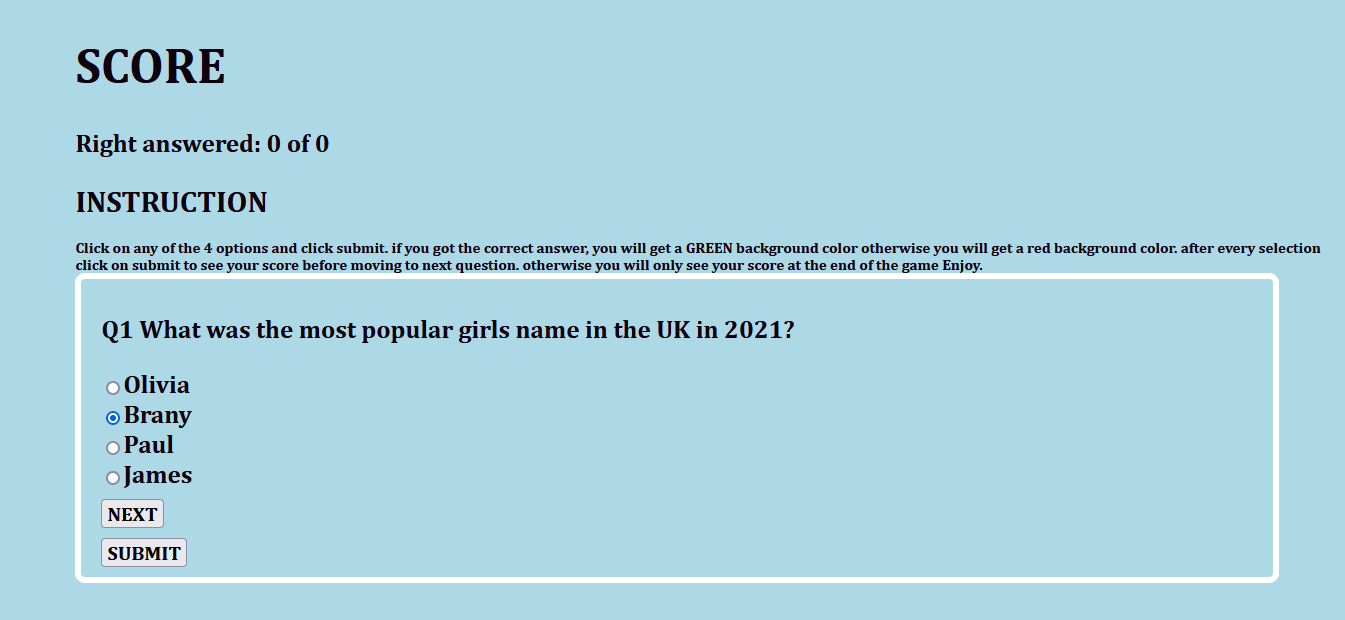 SCORE
Right answered: 0 of 0
INSTRUCTION
Click on any of the 4 options and click submit. if you got the correct answer, you will get a GREEN background color otherwise you will get a red background color. after every selection
click on submit to see your score before moving to next question. otherwise you will only see your score at the end of the game Enjoy.
Q1 What was the most popular girls name in the UK in 2021?
Olivia
Brany
Paul
James
NEXT
SUBMIT